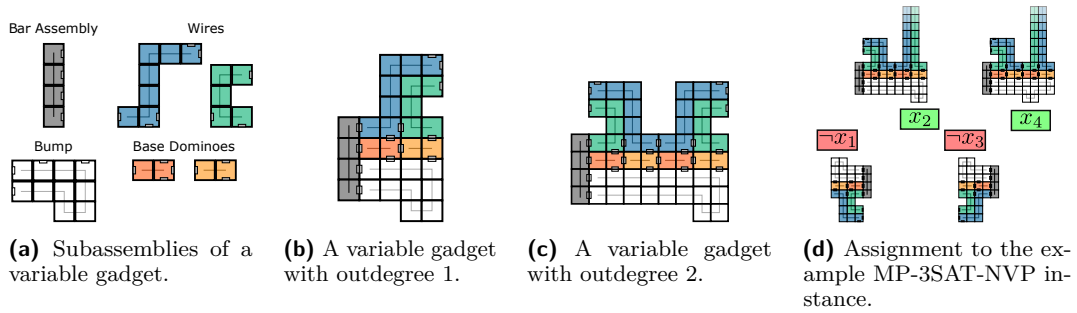 Bar Assembly
Wires
Bump
Base Dominoes
x₂
x₄
¬x₁
¬x₃
(a) Subassemblies of a
variable gadget.
(b) A variable gadget
with outdegree 1.
(c) A variable gadget
with outdegree 2.
(d) Assignment to the ex-
ample MP-3SAT-NVP in-
stance.